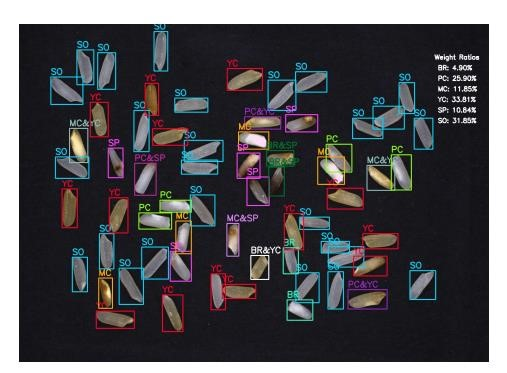 SO
SO
SO
YC
Weight Ratios
BR: 4.90%
PC: 25.90%
MC: 11.85%
YC: 33.81%
SP: 10.84%
SO: 31.85%
SO
SO
SO
SO
YC
SO
YC
SO
PC&YC
SP
SO
SO
MC&YC
YC
MC
SO
SO
SP
PC&SP
SO
SP
BR&SP
BR&SP
MC
PC
MC&Y
PC
SP
YC
YC
SO
PC
PC
MC
MC&SP
YC
SO
YC
SO
SO
BR&YC
BR
SO
SO
YC
SO
MC
SO
YC
YC
SO
SO
PC&YC
SO
BR
YC